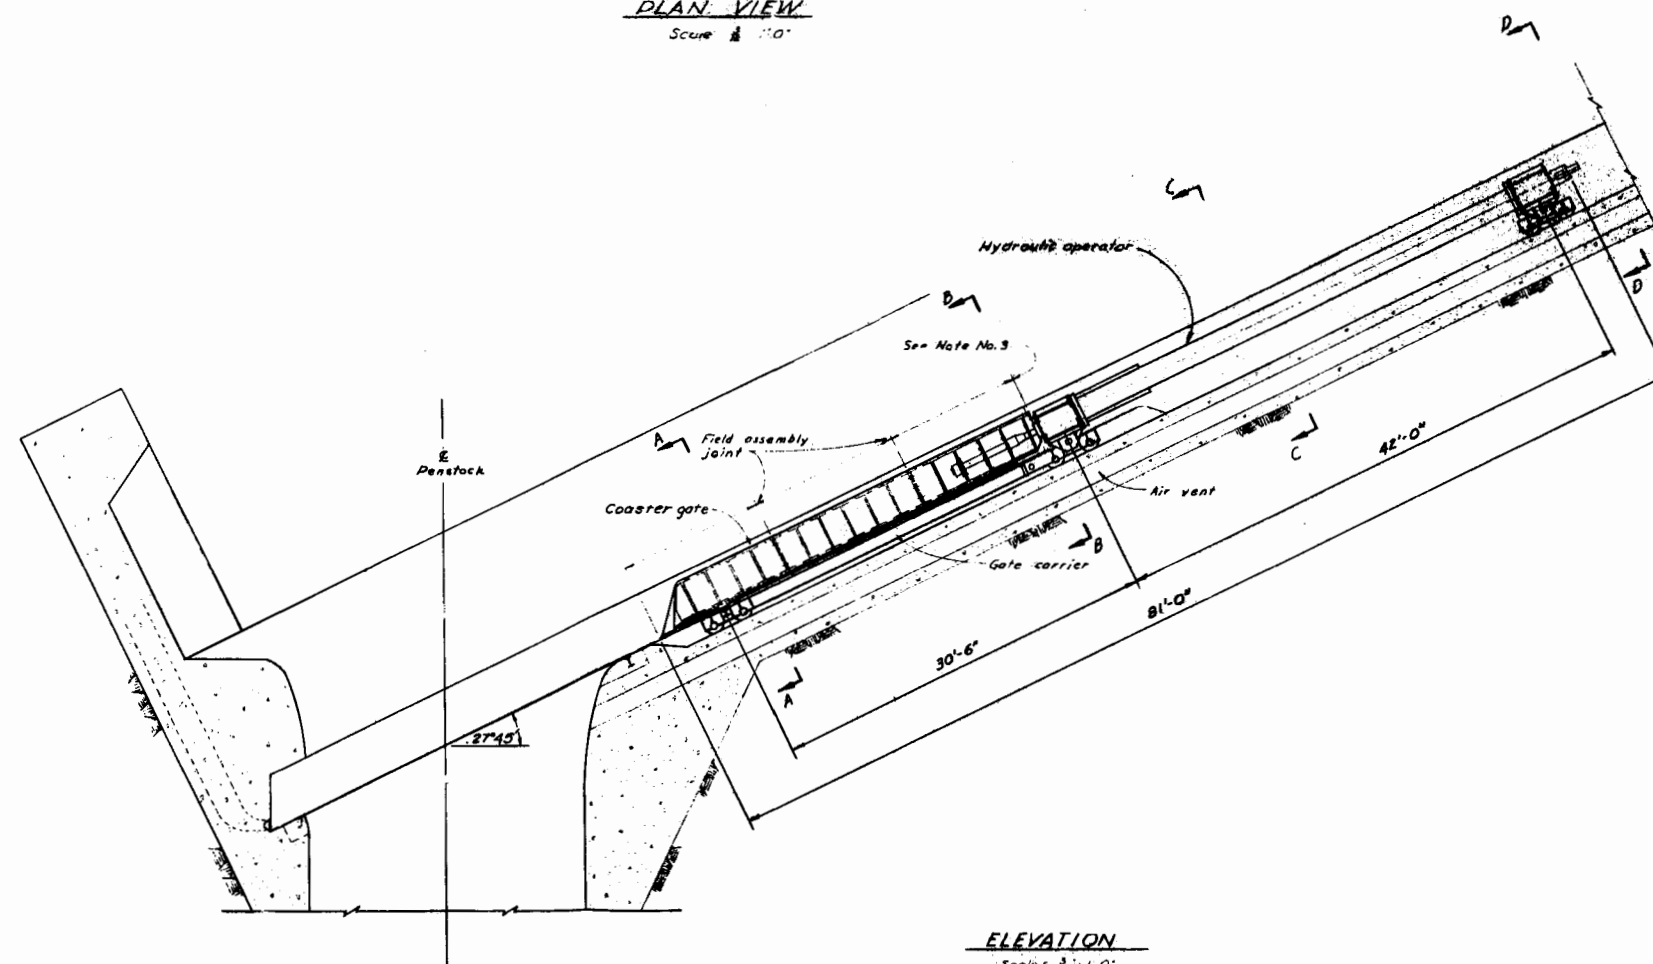 PLAN VIEW
Scale
D
C
Hydraulic operator
B
D
See Note No. 3
A
Field assembly
joint
℄
Penstock
42'-0"
C
Air vent
Coaster gate
B
Gate carrier
81'-0"
30'-6"
A
27°45'
ELEVATION